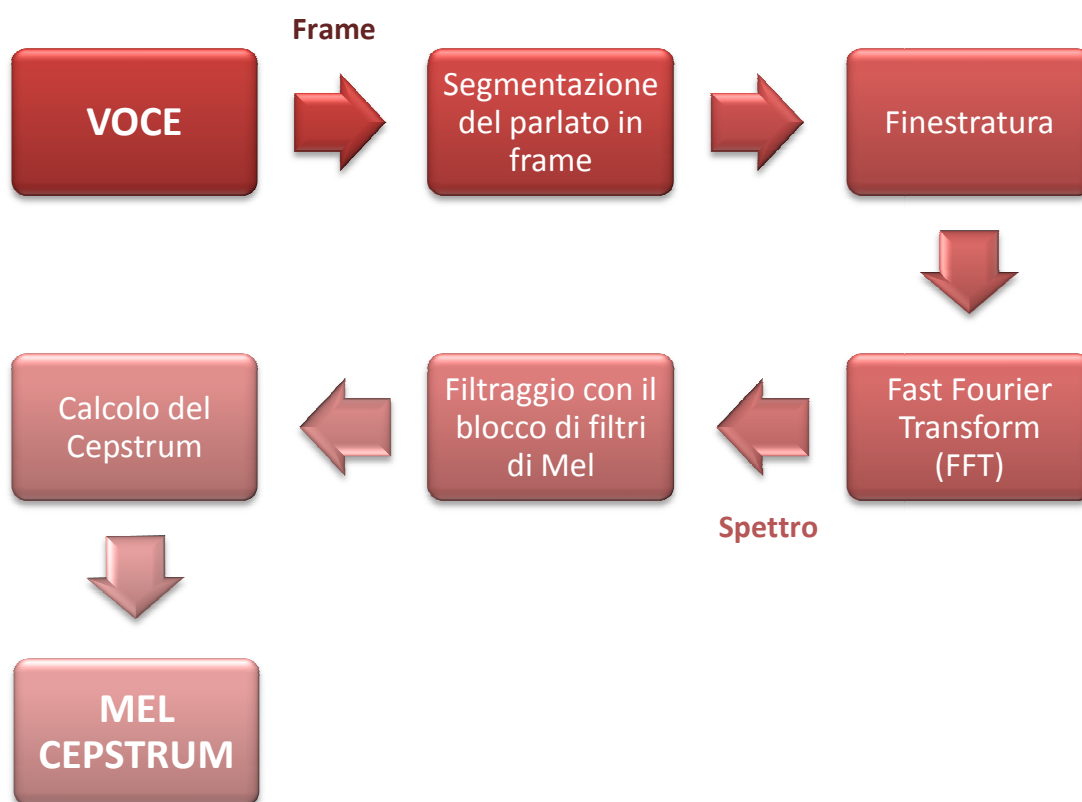 Frame
VOCE
Segmentazione
del parlato in
frame
Finestratura
Fast Fourier
Transform
(FFT)
Spettro
Filtraggio con il
blocco di filtri
di Mel
Calcolo del
Cepstrum
MEL
CEPSTRUM